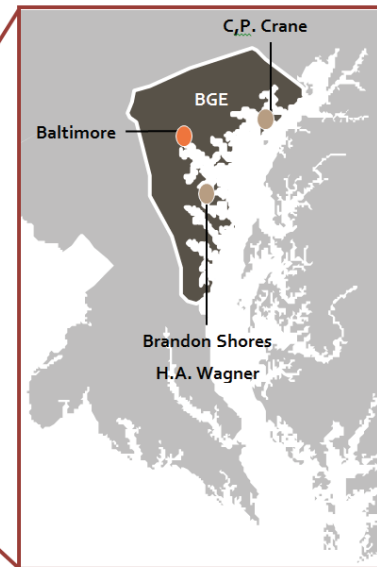 C,P. Crane
BGE
Baltimore
Brandon Shores
H.A. Wagner